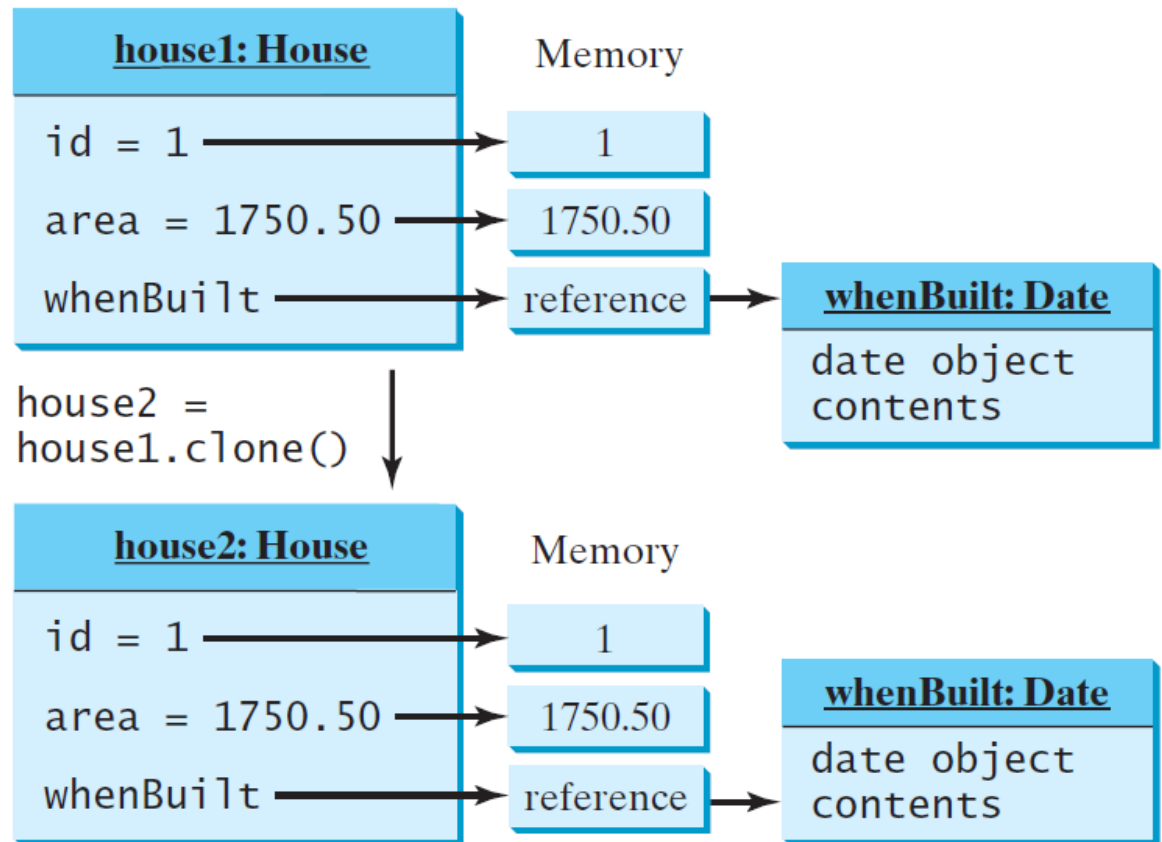 house1: House
Memory
id = 1
1
area = 1750.50
1750.50
whenBuilt
reference
whenBuilt: Date
date object
contents
house2 =
house1.clone()
house2: House
Memory
id = 1
1
area = 1750.50
1750.50
whenBuilt
reference
whenBuilt: Date
date object
contents